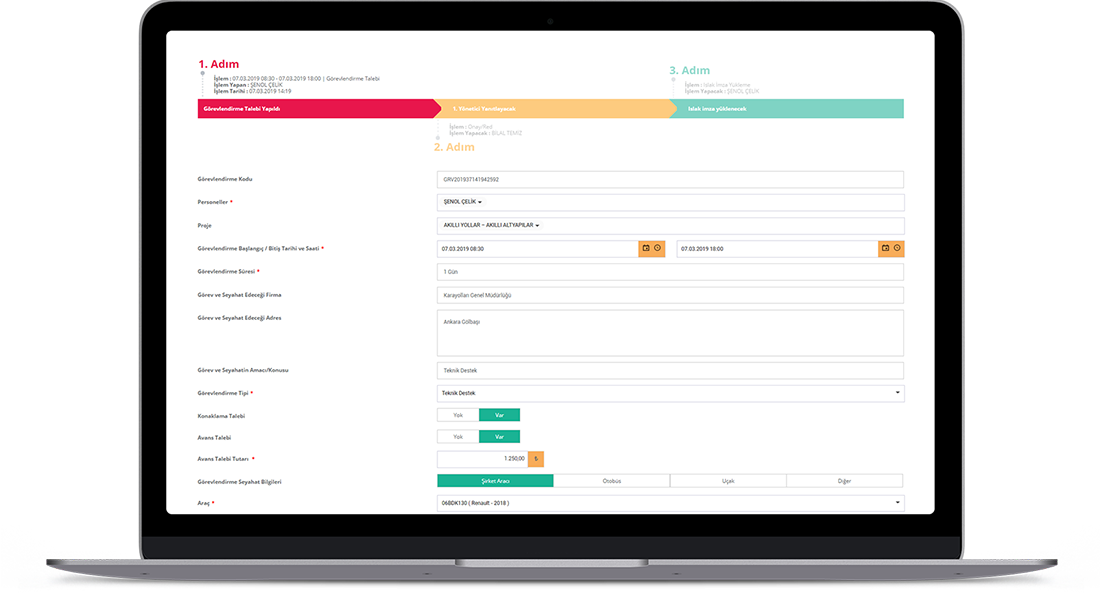 1. Adım
İşlem : 07.03.2019 08:30 - 07.03.2019 18:00 | Görevlendirme Talebi
İşlem Yapan : ŞENOL ÇELİK
İşlem Tarihi : 07.03.2019 14:19
3. Adım
İşlem : Islak İmza Yükleme
İşlem Yapacak : ŞENOL ÇELİK
Görevlendirme Talebi Yapıldı
1. Yönetici Yanıtlayacak
Islak imza yüklenecek
İşlem : Onay/Red
İşlem Yapacak : BİLAL TEMİZ
2. Adım
Görevlendirme Kodu
GRV201937141942592
Personeller *
ŞENOL ÇELİK
Proje
AKILLI YOLLAR – AKILLI ALTYAPILAR
Görevlendirme Başlangıç / Bitiş Tarihi ve Saati *
07.03.2019 08:30
07.03.2019 18:00
Görevlendirme Süresi *
1 Gün
Görev ve Seyahat Edeceği Firma
Karayolları Genel Müdürlüğü
Görev ve Seyahat Edeceği Adres
Ankara Gölbaşı
Görev ve Seyahatin Amacı/Konusu
Teknik Destek
Görevlendirme Tipi *
Teknik Destek
Konaklama Talebi
Yok
Var
Avans Talebi
Yok
Var
Avans Talebi Tutarı *
1.250,00 ₺
Görevlendirme Seyahat Bilgileri
Şirket Aracı
Otobüs
Uçak
Diğer
Araç *
06BDK130 ( Renault - 2018 )